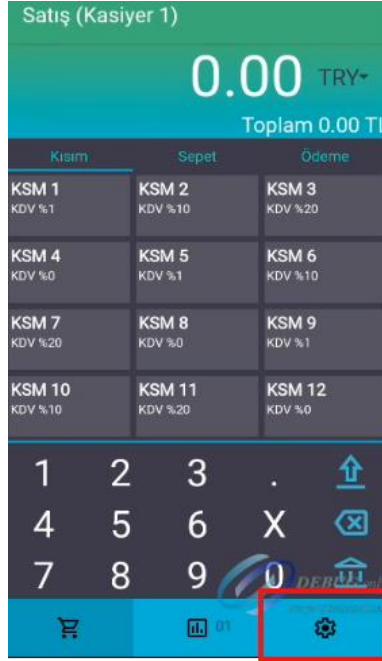 Satış (Kasiyer 1)
0.00 TRY
Toplam 0.00 TL
Kısım Sepet Ödeme
KSM 1 KSM 2 KSM 3
KDV %1 KDV %10 KDV %20
KSM 4 KSM 5 KSM 6
KDV %0 KDV %1 KDV %10
KSM 7 KSM 8 KSM 9
KDV %20 KDV %0 KDV %1
KSM 10 KSM 11 KSM 12
KDV %10 KDV %20 KDV %0
1 2 3 .
4 5 6 X
7 8 9 0
01